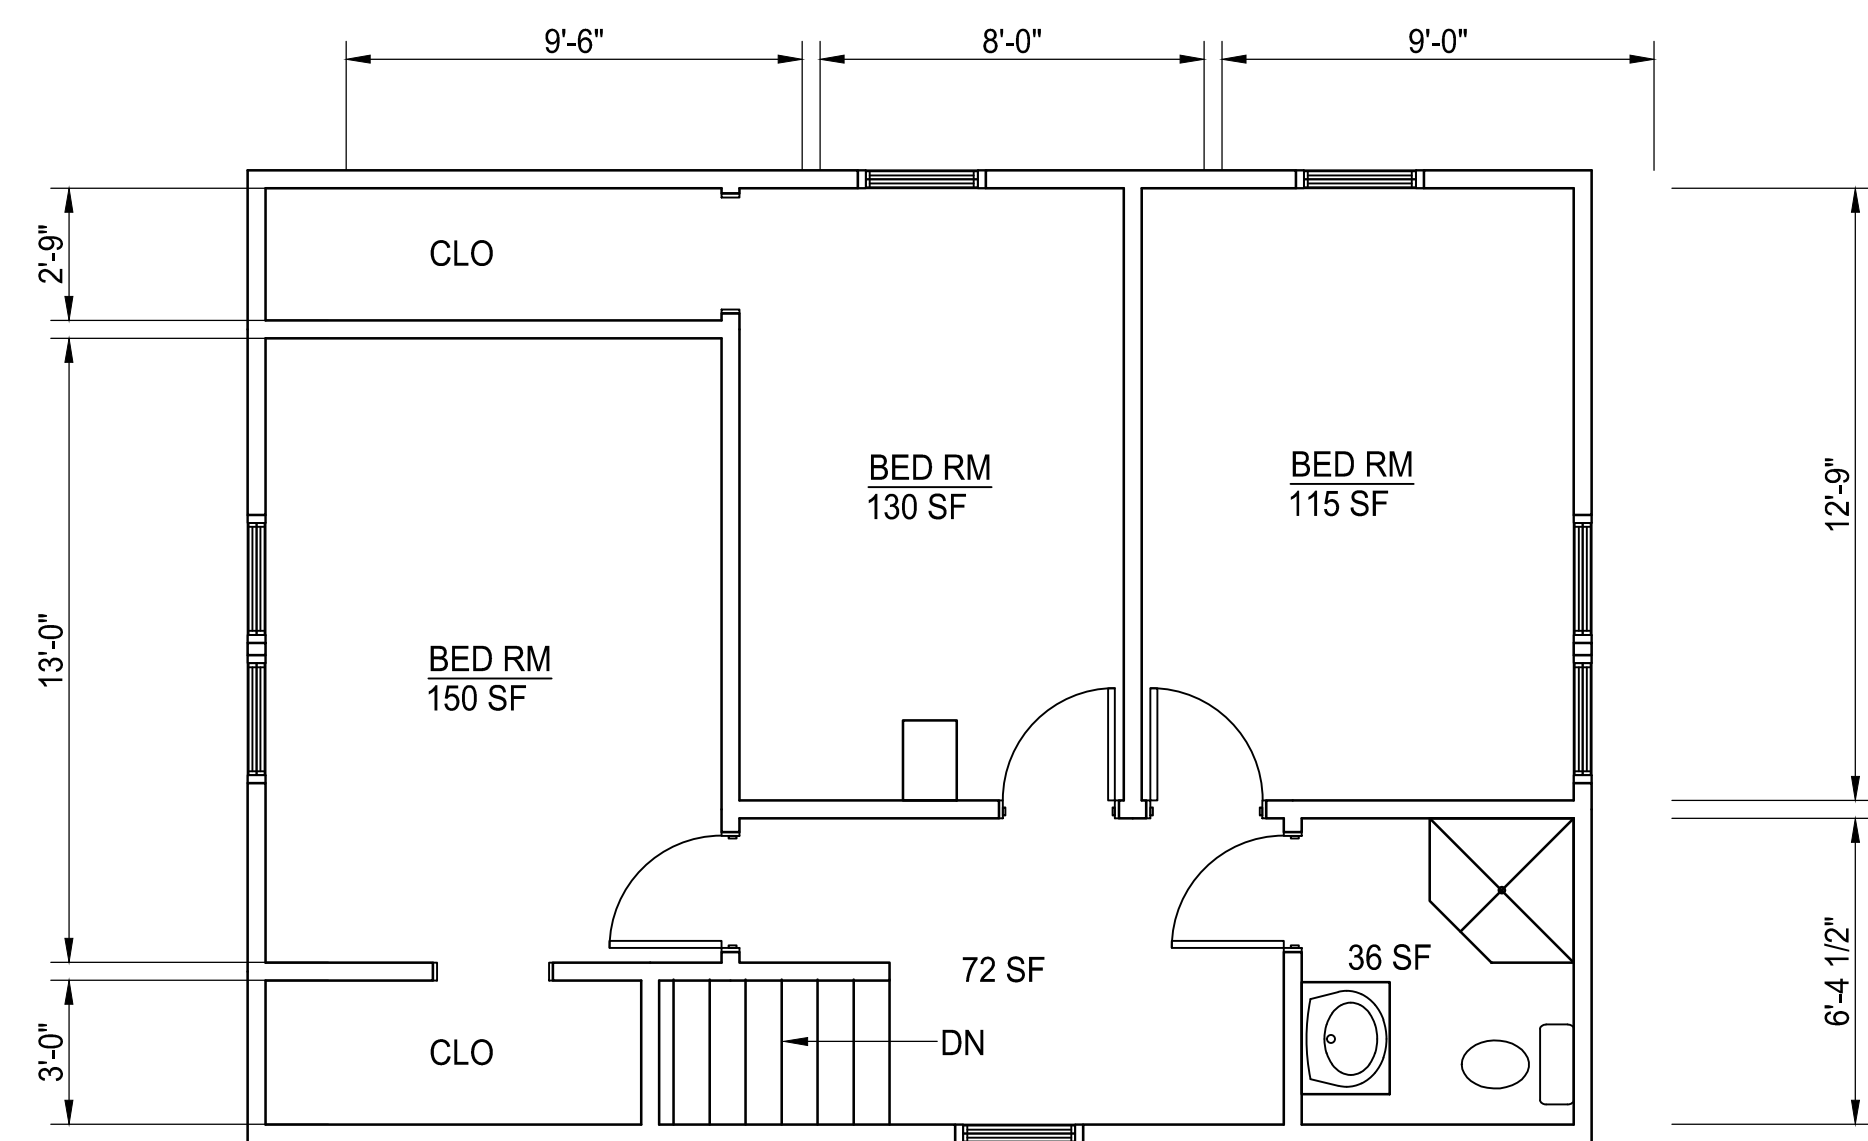 9'-6"
8'-0"
9'-0"
2'-9"
CLO
BED RM
130 SF
BED RM
115 SF
12'-9"
13'-0"
BED RM
150 SF
72 SF
36 SF
6'-4 1/2"
3'-0"
CLO
DN